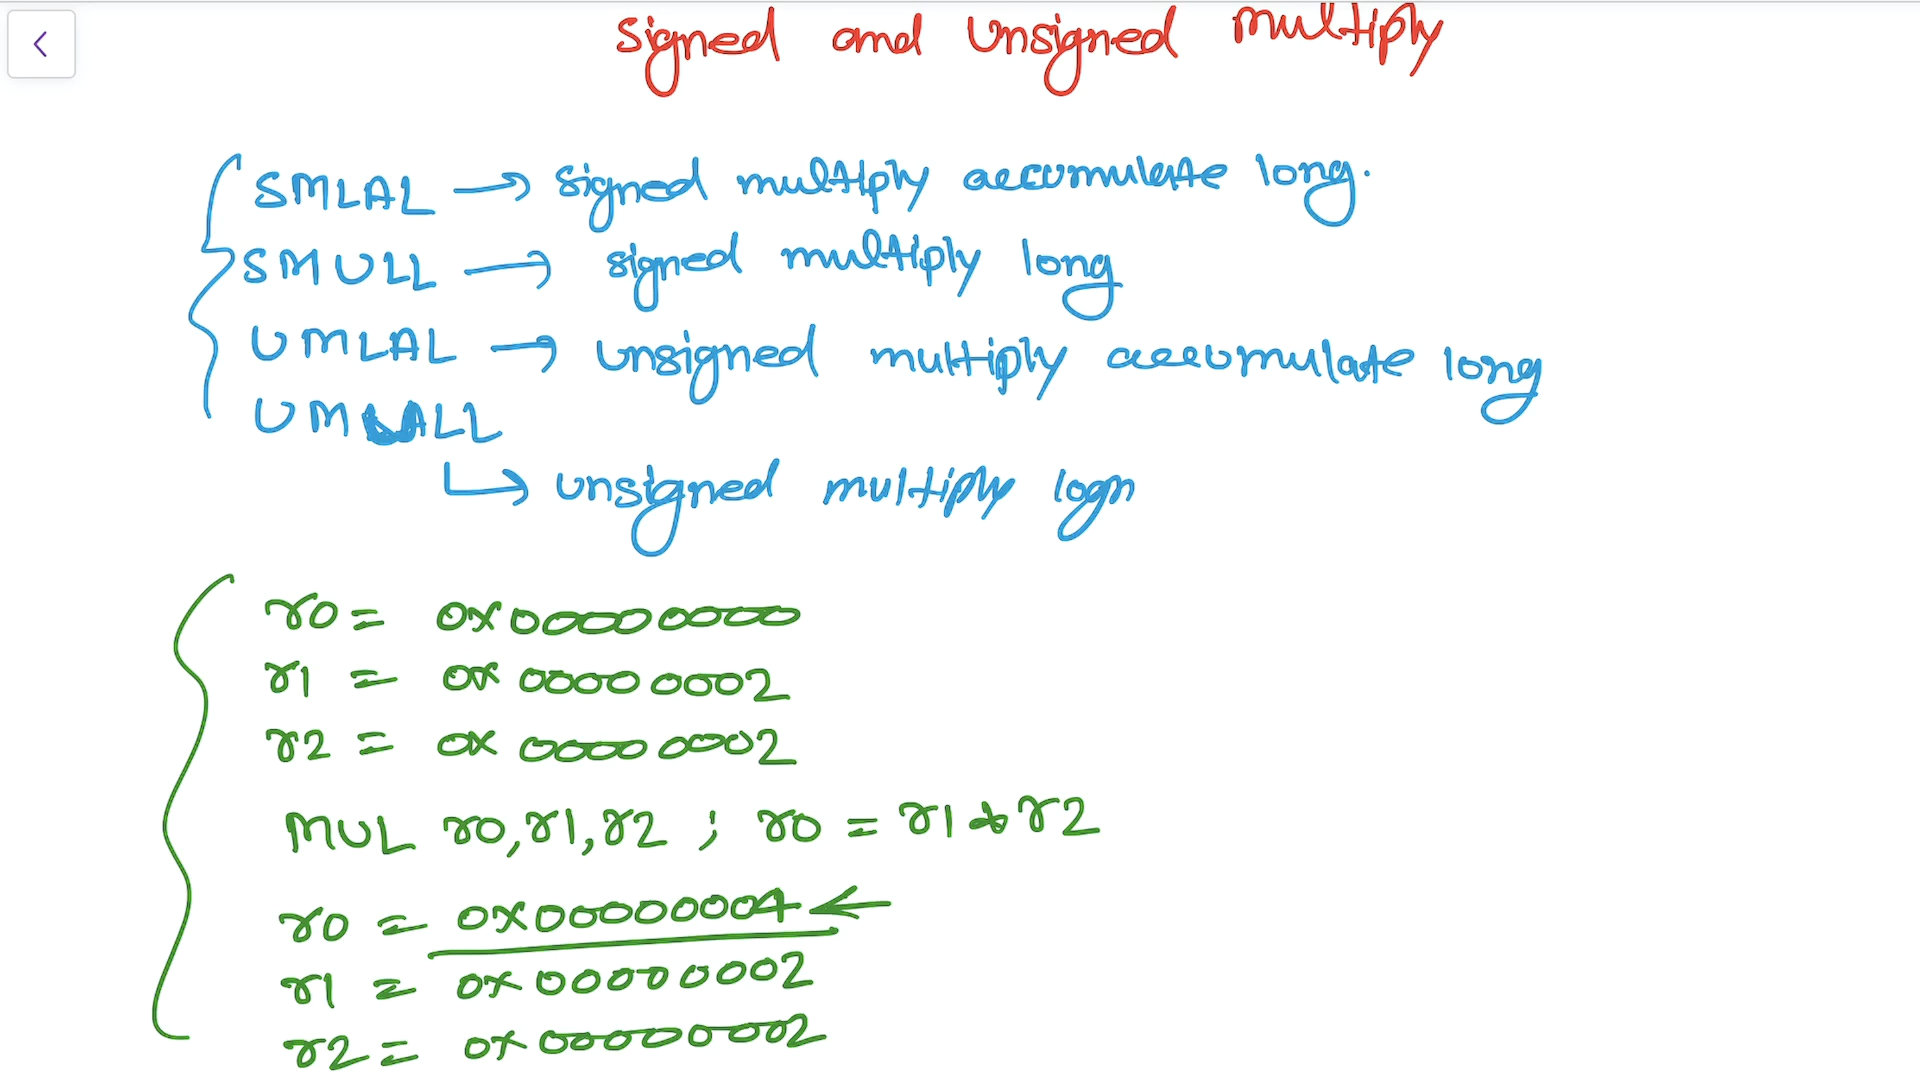 Signed and Unsigned Multiply
SMLAL → signed multiply accumulate long.
SMULL → signed multiply long
UMLAL → unsigned multiply accumulate long
UMULL
↳ unsigned multiply logn
r0 = 0x00000000
r1 = 0x00000002
r2 = 0x00000002
MUL r0,r1,r2 ; r0 = r1*r2
r0 = 0x00000004 ←
r1 = 0x00000002
r2 = 0x00000002